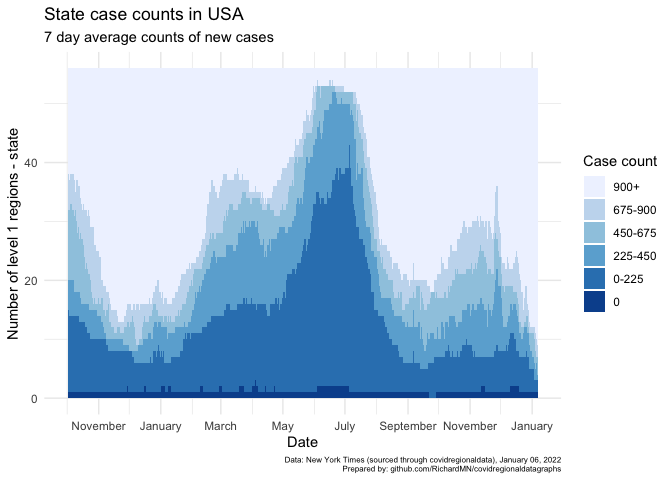 State case counts in USA
7 day average counts of new cases
Number of level 1 regions - state
40
20
0
November January March May July September November January
Date
Case count
900+
675-900
450-675
225-450
0-225
0
Data: New York Times (sourced through covidregionaldata), January 06, 2022
Prepared by: github.com/RichardMN/covidregionaldatagraphs